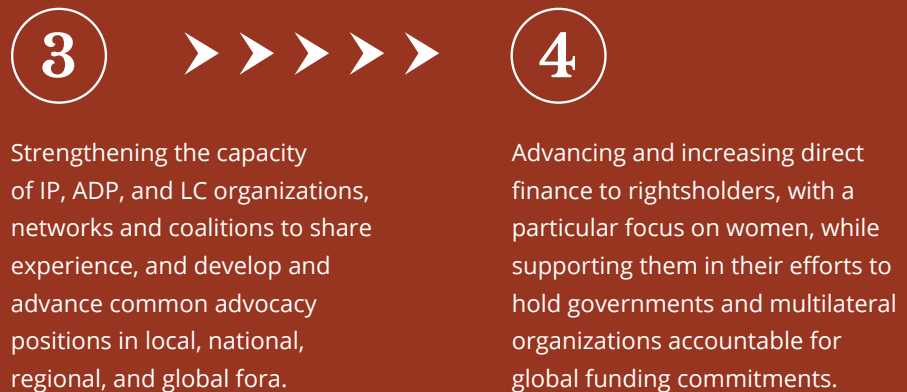 3
Strengthening the capacity
of IP, ADP, and LC organizations,
networks and coalitions to share
experience, and develop and
advance common advocacy
positions in local, national,
regional, and global fora.
4
Advancing and increasing direct
finance to rightsholders, with a
particular focus on women, while
supporting them in their efforts to
hold governments and multilateral
organizations accountable for
global funding commitments.